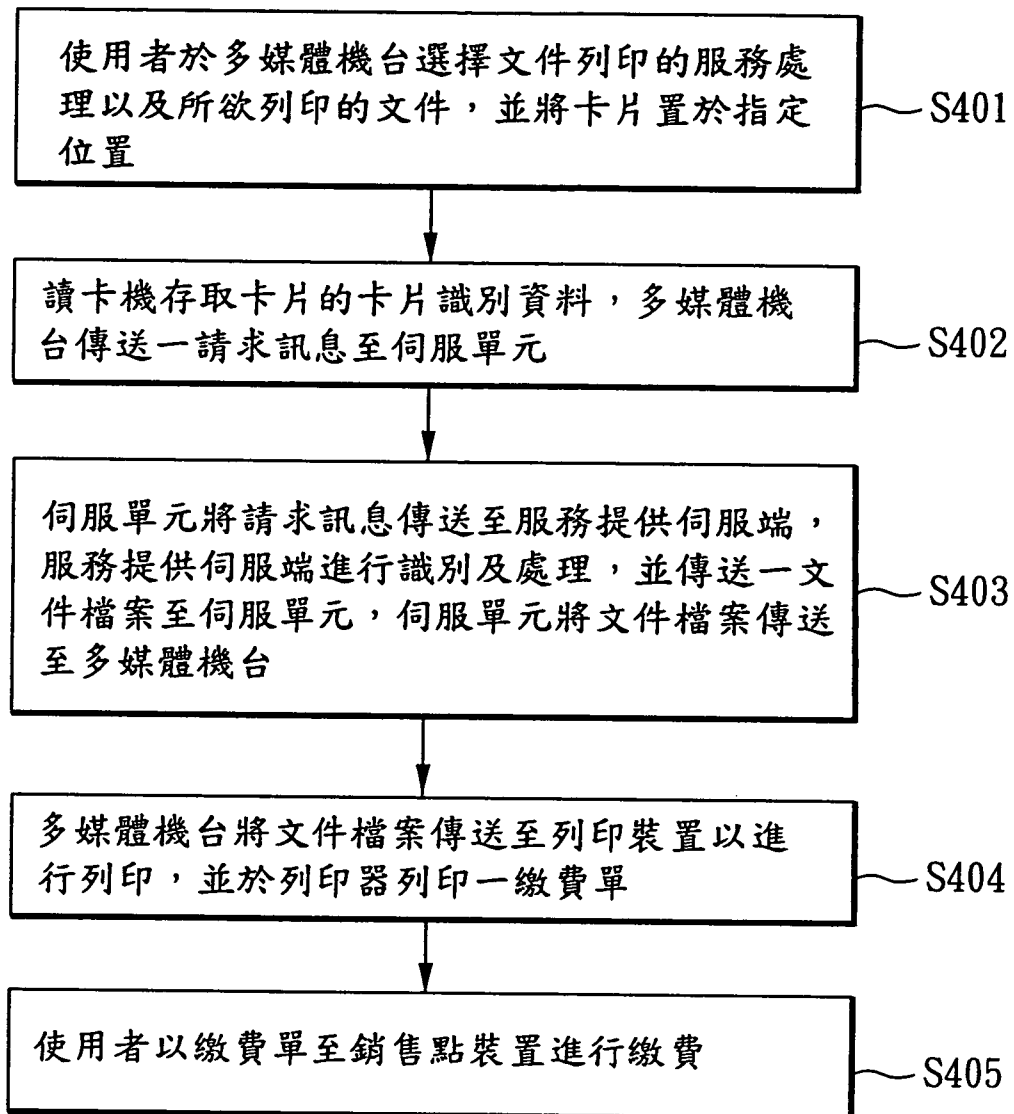 使用者於多媒體機台選擇文件列印的服務處
理以及所欲列印的文件，並將卡片置於指定
位置
S401
讀卡機存取卡片的卡片識別資料，多媒體機
台傳送一請求訊息至伺服單元
S402
伺服單元將請求訊息傳送至服務提供伺服端，
服務提供伺服端進行識別及處理，並傳送一文
件檔案至伺服單元，伺服單元將文件檔案傳送
至多媒體機台
S403
多媒體機台將文件檔案傳送至列印裝置以進
行列印，並於列印器列印一繳費單
S404
使用者以繳費單至銷售點裝置進行繳費
S405